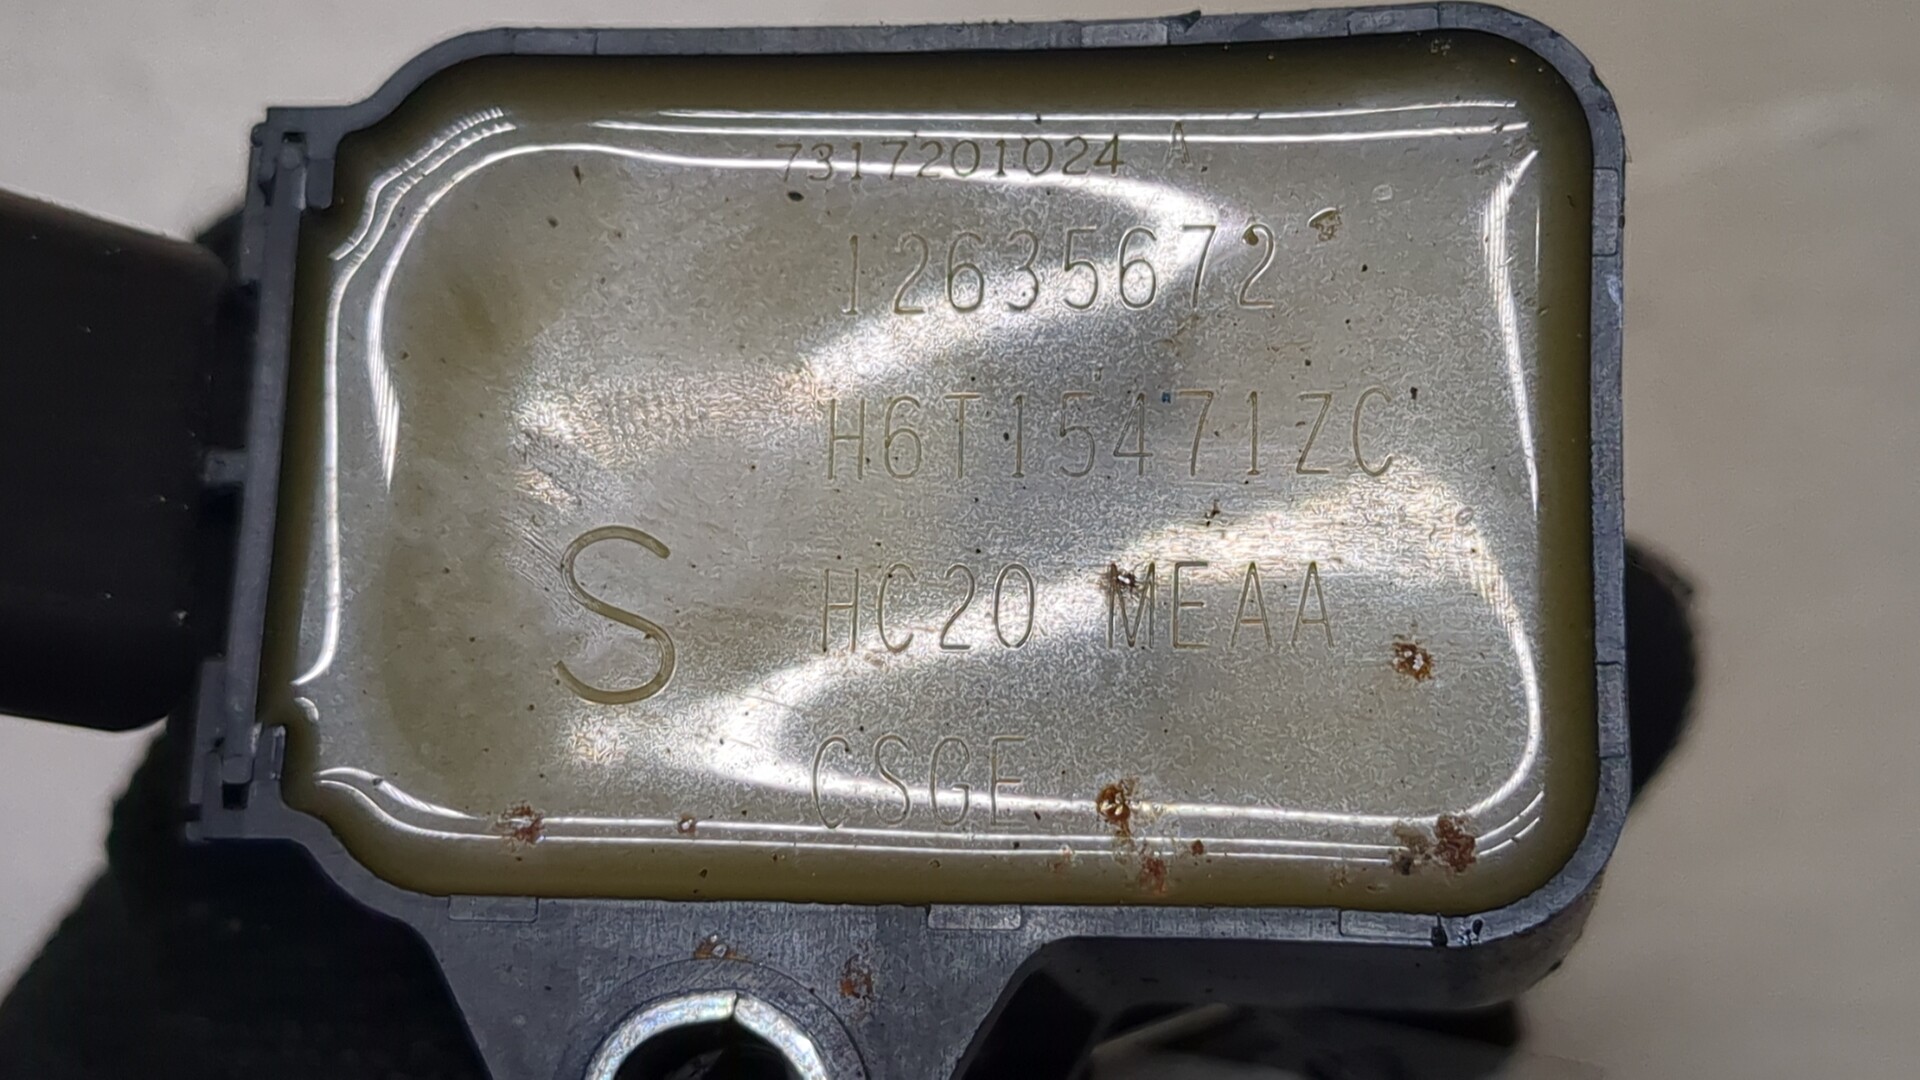 7317201024 A
12635672
H6T15471ZC
S HC20 MEAA
CSGE